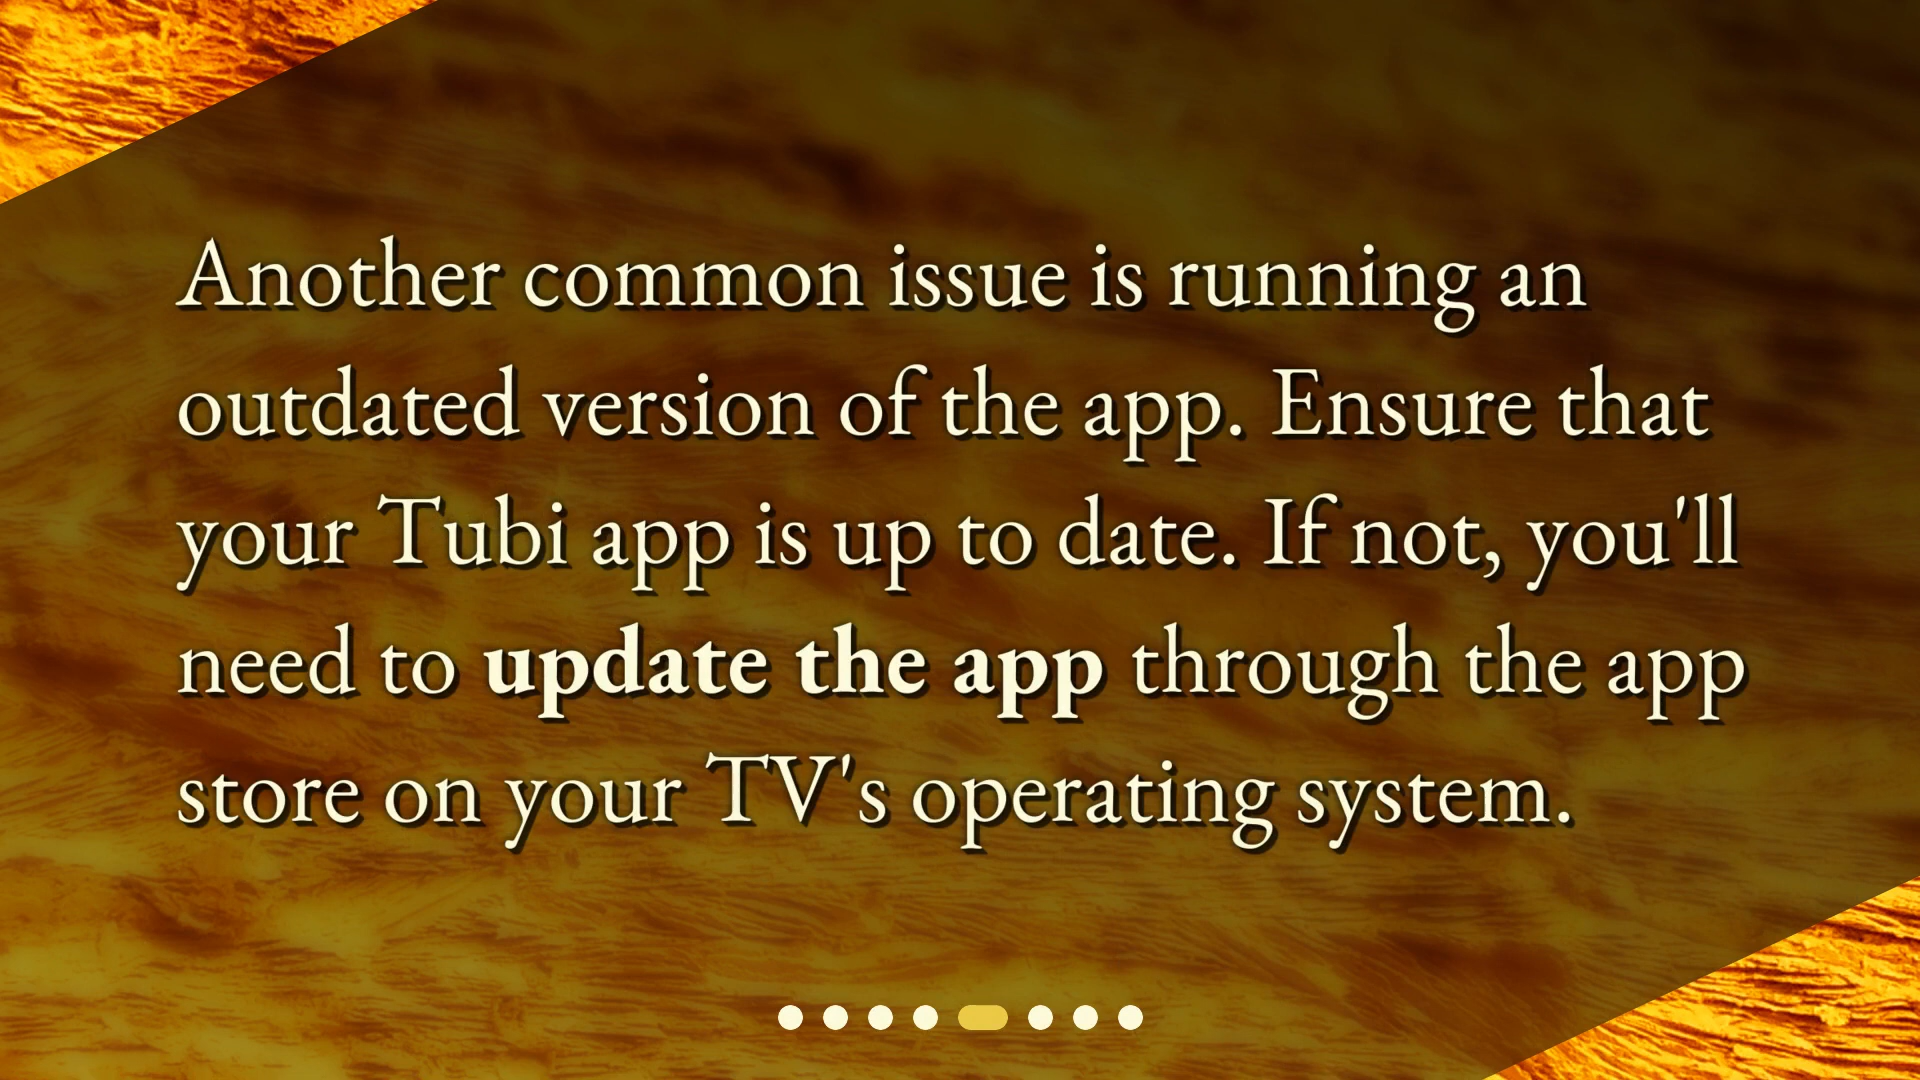 Another common issue is running an
outdated version of the app. Ensure that
your Tubi app is up to date. If not, you'll
need to update the app through the app
store on your TV's operating system.